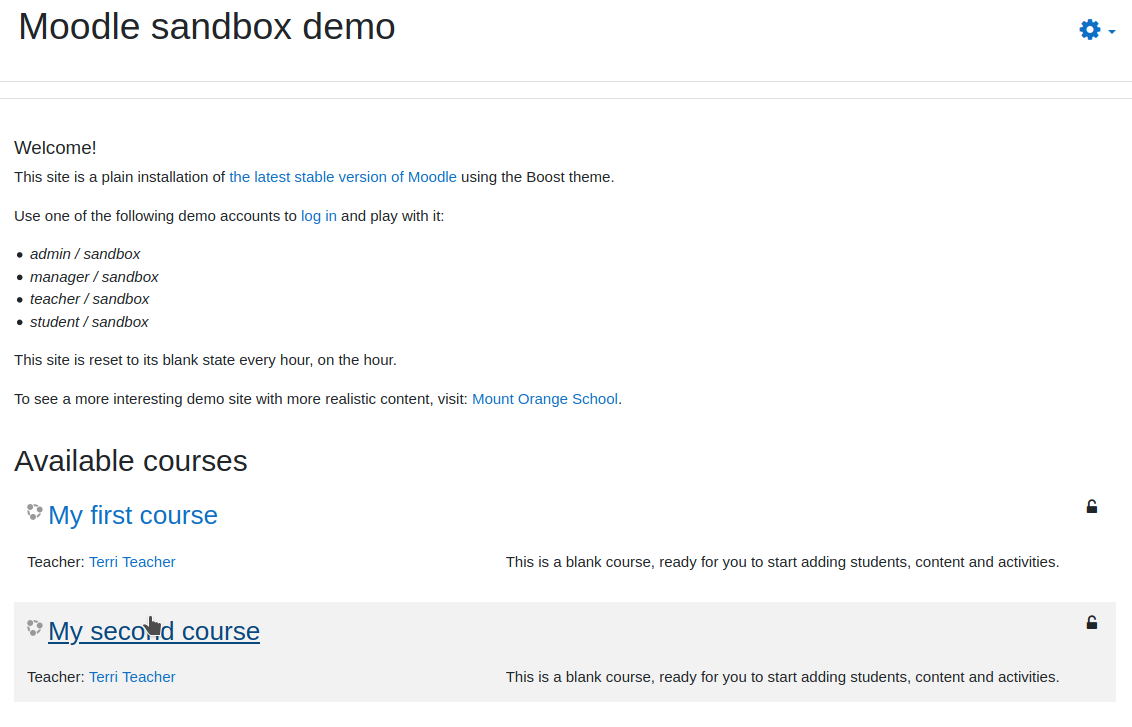 Moodle sandbox demo
Welcome!
This site is a plain installation of the latest stable version of Moodle using the Boost theme.
Use one of the following demo accounts to log in and play with it:
admin / sandbox
manager / sandbox
teacher / sandbox
student / sandbox
This site is reset to its blank state every hour, on the hour.
To see a more interesting demo site with more realistic content, visit: Mount Orange School.
Available courses
My first course
Teacher: Terri Teacher This is a blank course, ready for you to start adding students, content and activities.
My second course
Teacher: Terri Teacher This is a blank course, ready for you to start adding students, content and activities.